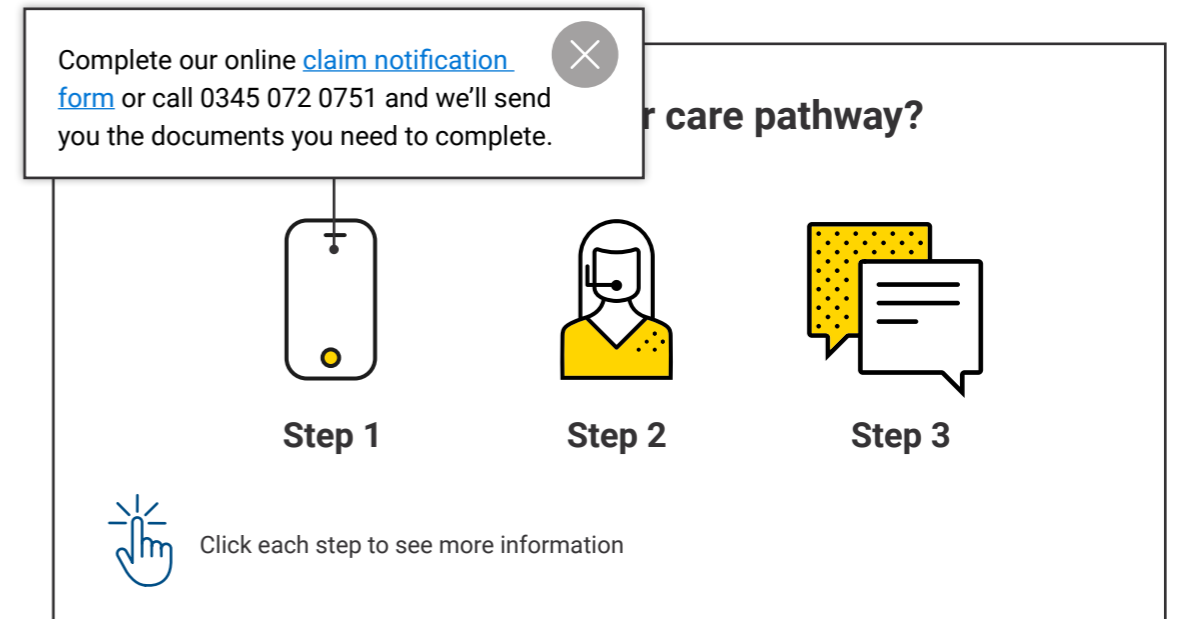 Complete our online claim notification
form or call 0345 072 0751 and we’ll send
you the documents you need to complete.
care pathway?
Step 1
Step 2
Step 3
Click each step to see more information